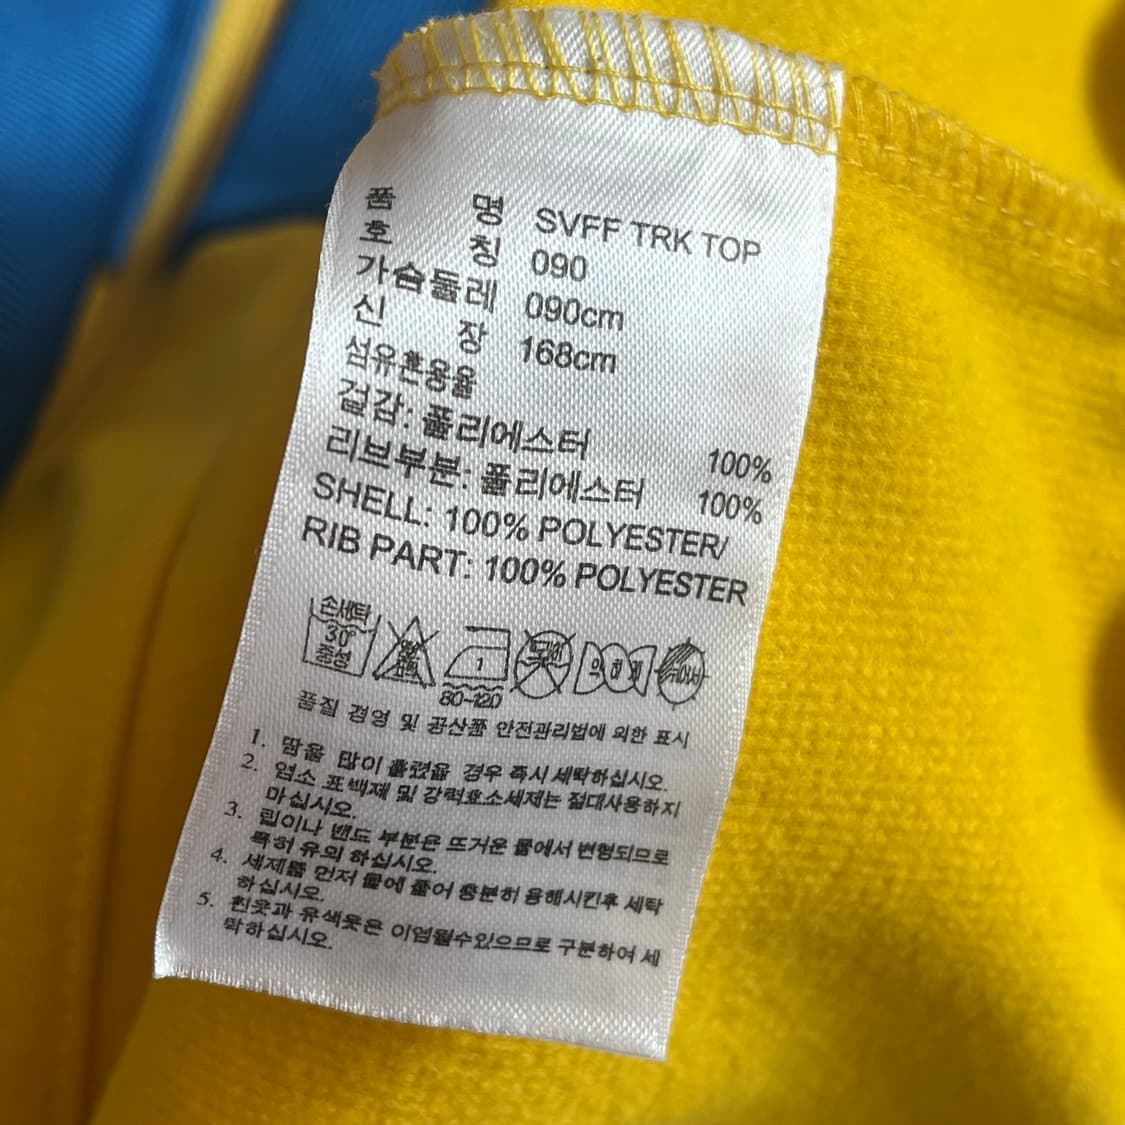 품 명 SVFF TRK TOP
호 칭 090
가슴둘레 090cm
신 장 168cm
섬유혼용율
겉감: 폴리에스터 100%
리브부분: 폴리에스터 100%
SHELL: 100% POLYESTER/
RIB PART: 100% POLYESTER
손세탁
30°
중성
1
80~120
약하게
품질 경영 및 공산품 안전관리법에 의한 표시
1. 땀을 많이 흘렸을 경우 즉시 세탁하십시오.
2. 염소 표백제 및 강력효소세제는 절대사용하지
마십시오.
3. 립이나 밴드 부분은 뜨거운 물에서 변형되므로
특히 유의 하십시오.
4. 세제를 먼저 물에 풀어 충분히 용해시킨후 세탁
하십시오.
5. 흰옷과 유색옷은 이염될수있으므로 구분하여 세
탁하십시오.